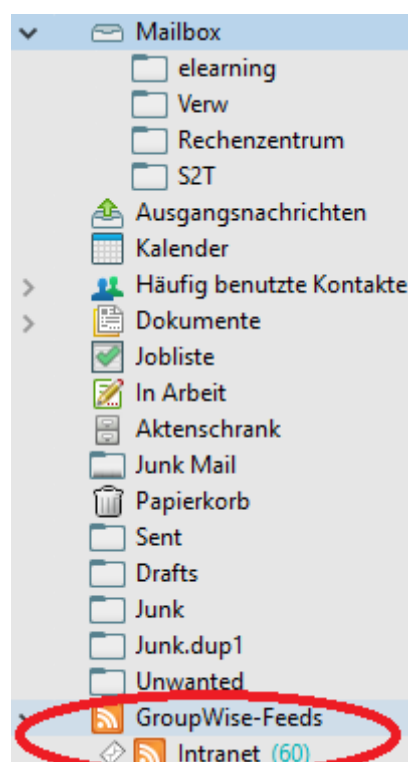 Mailbox
elearning
Verw
Rechenzentrum
S2T
Ausgangsnachrichten
Kalender
Häufig benutzte Kontakte
Dokumente
Jobliste
In Arbeit
Aktenschrank
Junk Mail
Papierkorb
Sent
Drafts
Junk
Junk.dup1
Unwanted
GroupWise-Feeds
Intranet (60)